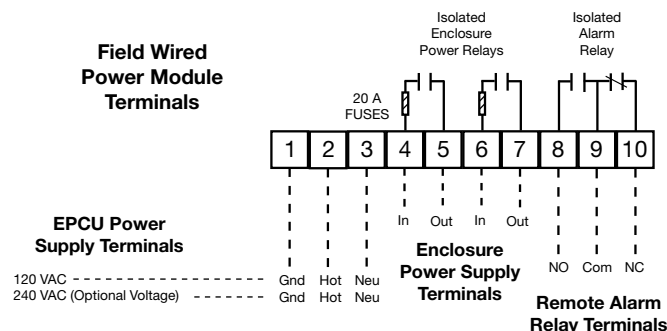 Field Wired
Power Module
Terminals
Isolated
Enclosure
Power Relays
Isolated
Alarm
Relay
20 A
FUSES
1 2 3 4 5 6 7 8 9 10
In Out In Out
EPCU Power
Supply Terminals
Enclosure
Power Supply
Terminals
NO Com NC
120 VAC Gnd Hot Neu
240 VAC (Optional Voltage) Gnd Hot Neu
Remote Alarm
Relay Terminals